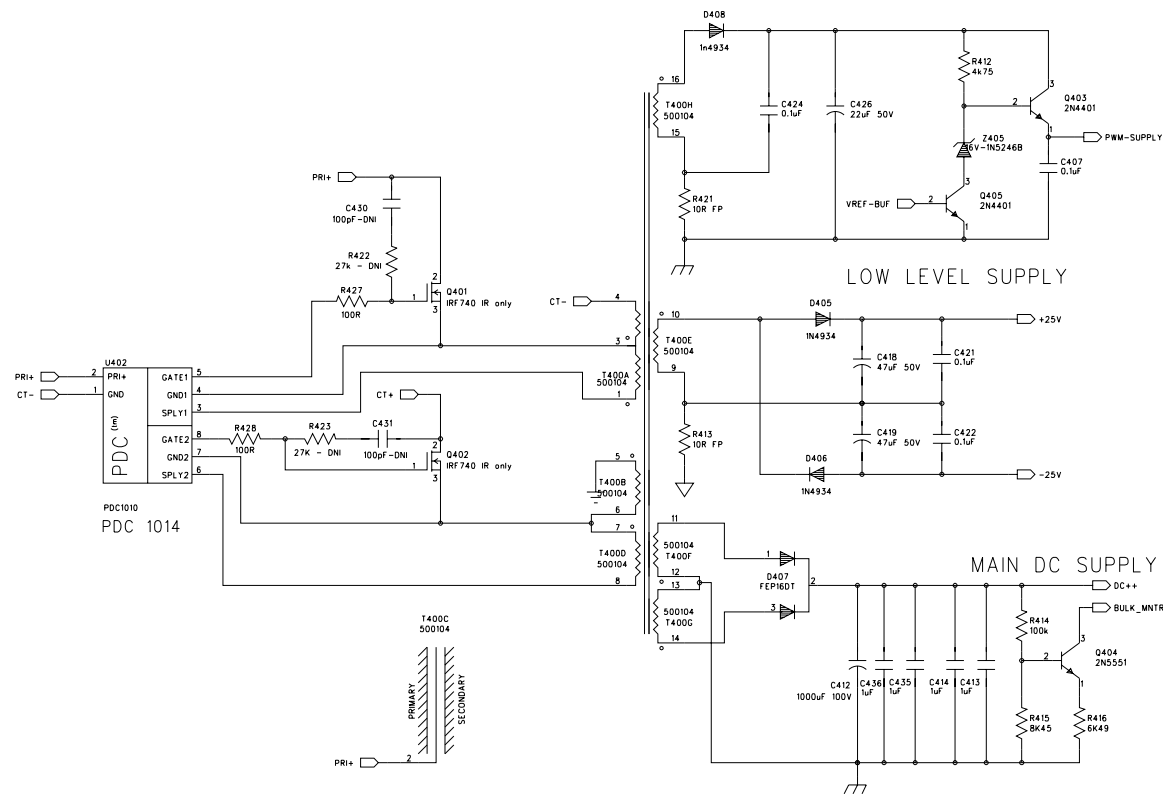 D408
1n4934
16
T400H
500104
15
C424
0.1uF
C426
22uF 50V
R412
4k75
3
Q403
2N4401
2
1
PWM-SUPPLY
Z405
16V-1N5246B
C407
0.1uF
3
Q405
2N4401
VREF-BUF
2
1
R421
10R FP
LOW LEVEL SUPPLY
PRI+
C430
100pF-DNI
R422
27k - DNI
R427
100R
2
Q401
IRF740 IR only
1
3
CT-
4
3
T400A
500104
1
10
T400E
500104
9
D405
1N4934
+25V
C418
47uF 50V
C421
0.1uF
R413
10R FP
C419
47uF 50V
C422
0.1uF
D406
1N4934
-25V
U402
PRI+
2
PRI+
CT-
1
GND
GATE1
5
GND1
4
SPLY1
3
GATE2
8
GND2
7
SPLY2
6
PDC (tm)
PDC1010
PDC 1014
CT+
R428
100R
R423
27K - DNI
C431
100pF-DNI
2
Q402
IRF740 IR only
1
3
5
T400B
500104
6
7
T400D
500104
8
11
500104
T400F
12
13
500104
T400G
14
1
D407
FEP16DT
2
3
MAIN DC SUPPLY
DC++
BULK_MNTR
R414
100k
3
Q404
2N5551
2
1
C412
1000uF 100V
C436
1uF
C435
1uF
C414
1uF
C413
1uF
R415
8K45
R416
6K49
T400C
500104
PRIMARY
SECONDARY
PRI+
2